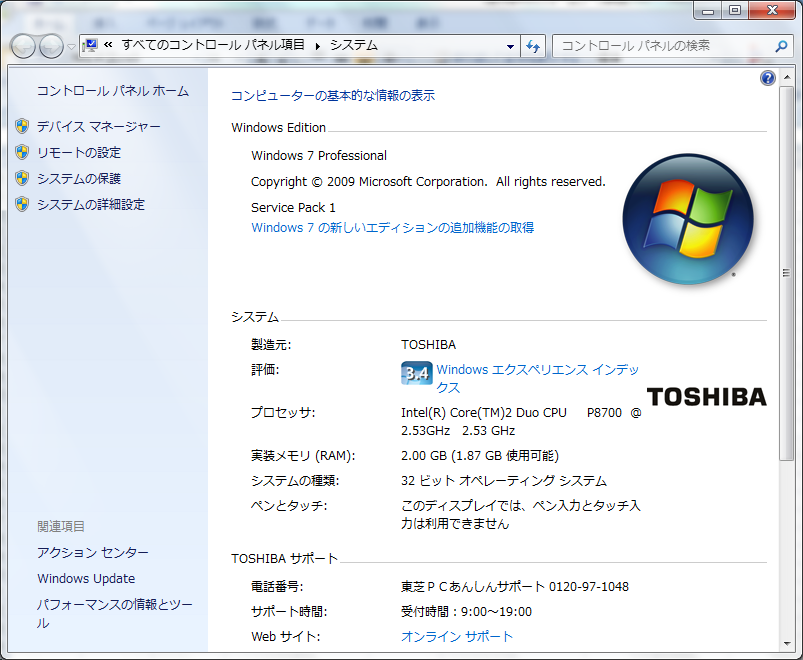 « すべてのコントロール パネル項目 ▸ システム
コントロール パネルの検索
コントロール パネル ホーム
デバイス マネージャー
リモートの設定
システムの保護
システムの詳細設定
関連項目
アクション センター
Windows Update
パフォーマンスの情報とツー
ル
コンピューターの基本的な情報の表示
Windows Edition
Windows 7 Professional
Copyright © 2009 Microsoft Corporation. All rights reserved.
Service Pack 1
Windows 7 の新しいエディションの追加機能の取得
システム
製造元: TOSHIBA
評価: 3.4 Windows エクスペリエンス インデッ
クス
TOSHIBA
プロセッサ: Intel(R) Core(TM)2 Duo CPU P8700 @
2.53GHz 2.53 GHz
実装メモリ (RAM): 2.00 GB (1.87 GB 使用可能)
システムの種類: 32 ビット オペレーティング システム
ペンとタッチ: このディスプレイでは、ペン入力とタッチ入
力は利用できません
TOSHIBA サポート
電話番号: 東芝ＰＣあんしんサポート 0120-97-1048
サポート時間: 受付時間：9:00～19:00
Web サイト: オンライン サポート